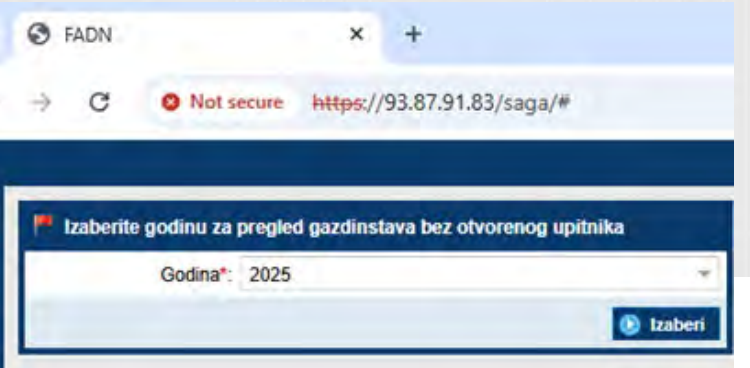 FADN
Not secure https://93.87.91.83/saga/#
Izaberite godinu za pregled gazdinstava bez otvorenog upitnika
Godina*: 2025
Izaberi